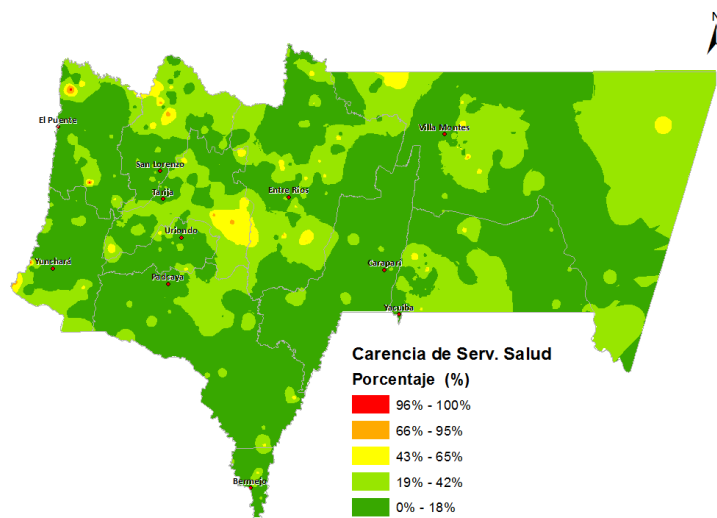 N
El Puente
Villa Montes
San Lorenzo
Tarija
Entre Rios
Uriondo
Yunchará
Padcaya
Caraparí
Yacuiba
Carencia de Serv. Salud
Porcentaje (%)
96% - 100%
66% - 95%
43% - 65%
19% - 42%
0% - 18%
Bermejo